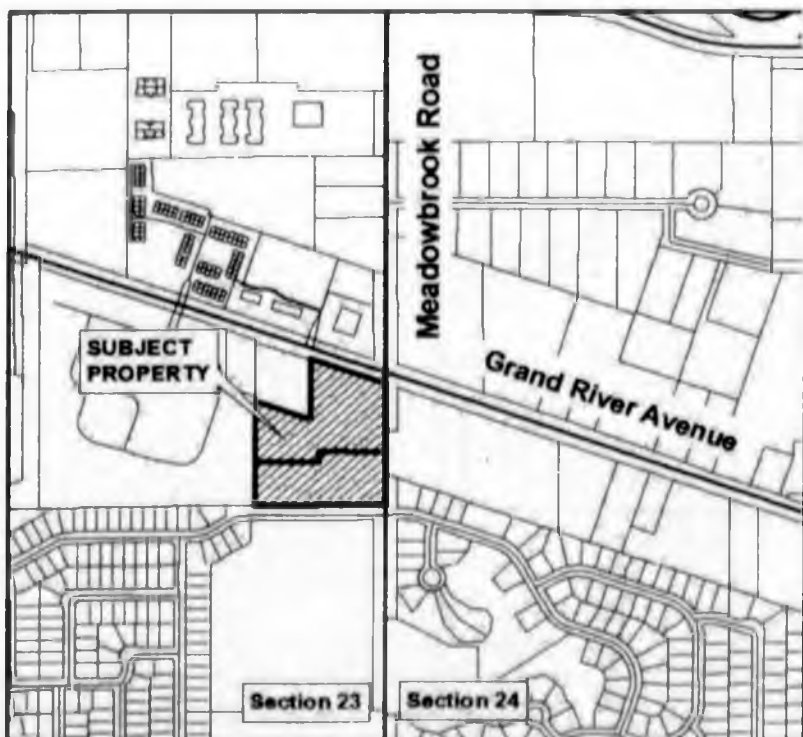 Meadowbrook Road
SUBJECT
PROPERTY
Grand River Avenue
Section 23
Section 24